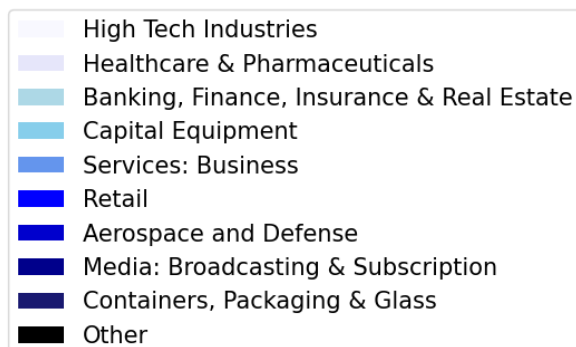 High Tech Industries
Healthcare & Pharmaceuticals
Banking, Finance, Insurance & Real Estate
Capital Equipment
Services: Business
Retail
Aerospace and Defense
Media: Broadcasting & Subscription
Containers, Packaging & Glass
Other